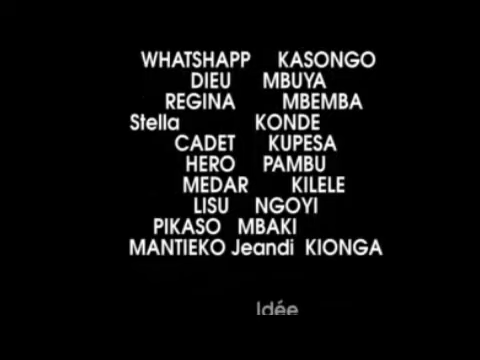 WHATSHAPP KASONGO
DIEU MBUYA
REGINA MBEMBA
Stella KONDE
CADET KUPESA
HERO PAMBU
MEDAR KILELE
LISU NGOYI
PIKASO MBAKI
MANTIEKO Jeandi KIONGA
Idée